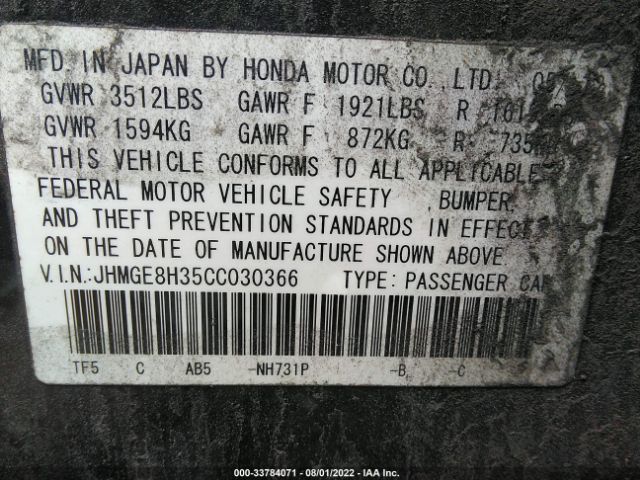 MFD IN JAPAN BY HONDA MOTOR CO.,LTD
GVWR 3512LBS GAWR F 1921LBS R
GVWR 1594KG GAWR F 872KG R 735
THIS VEHICLE CONFORMS TO ALL APPLICABLE
FEDERAL MOTOR VEHICLE SAFETY ,BUMPER,
AND THEFT PREVENTION STANDARDS IN EFFECT
ON THE DATE OF MANUFACTURE SHOWN ABOVE.
V.I.N.:JHMGE8H35CC030366 TYPE: PASSENGER CAR
TF5 C AB5 -NH731P -B -C
000-33784071 - 08/01/2022 - IAA Inc.